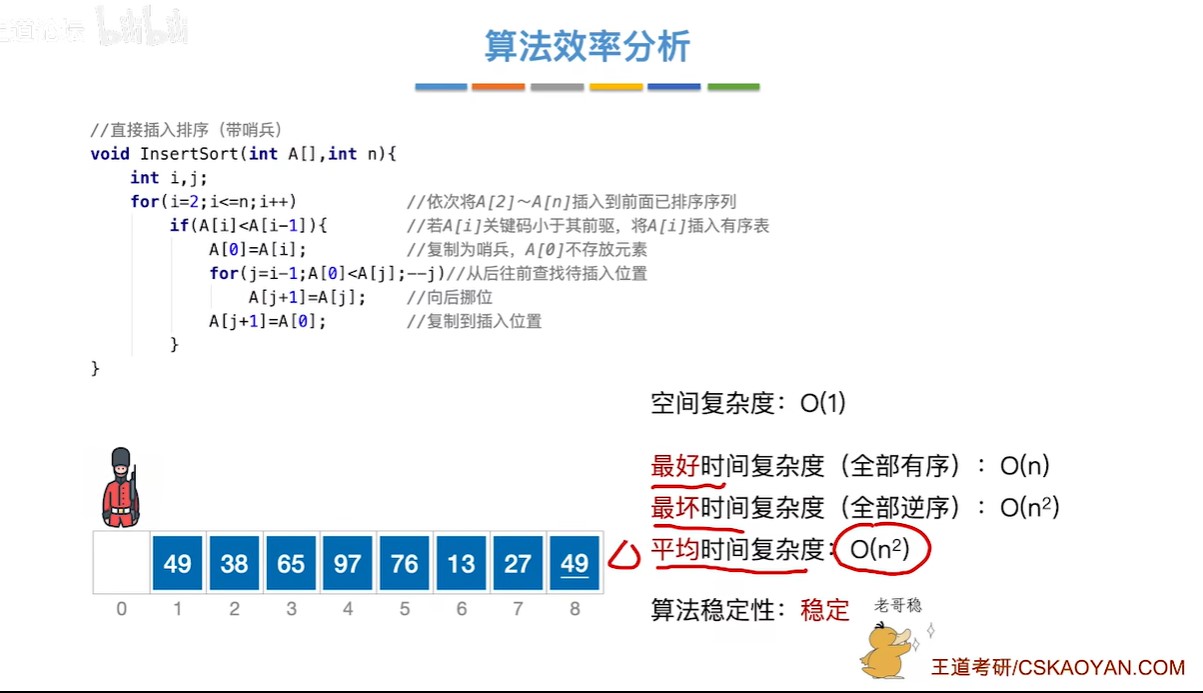 王道论坛 bilibili
算法效率分析
//直接插入排序（带哨兵）
void InsertSort(int A[],int n){
int i,j;
for(i=2;i<=n;i++) //依次将A[2]～A[n]插入到前面已排序序列
if(A[i]<A[i-1]){ //若A[i]关键码小于其前驱，将A[i]插入有序表
A[0]=A[i]; //复制为哨兵，A[0]不存放元素
for(j=i-1;A[0]<A[j];--j)//从后往前查找待插入位置
A[j+1]=A[j]; //向后挪位
A[j+1]=A[0]; //复制到插入位置
}
}
空间复杂度：O(1)
最好时间复杂度（全部有序）：O(n)
最坏时间复杂度（全部逆序）：O(n²)
平均时间复杂度：O(n²)
算法稳定性：稳定
老哥稳
49 38 65 97 76 13 27 49
0 1 2 3 4 5 6 7 8
王道考研/CSKAOYAN.COM